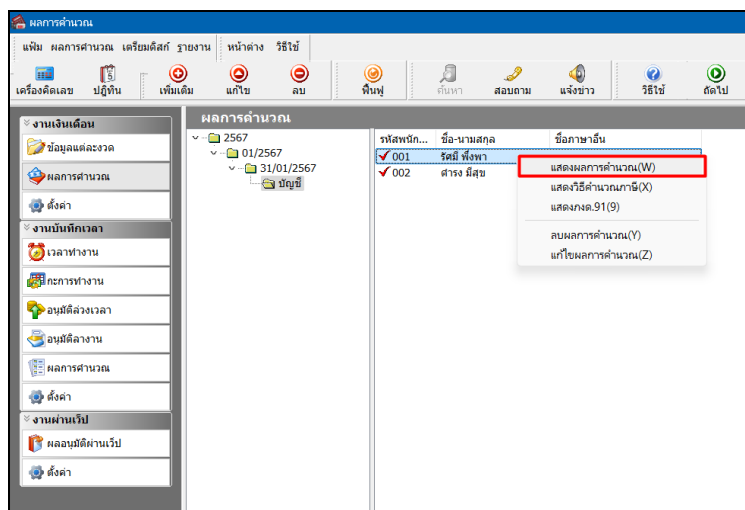 ผลการคำนวณ
แฟ้ม ผลการคำนวณ เตรียมดิสก์ รายงาน หน้าต่าง วิธีใช้
5
เครื่องคิดเลข ปฏิทิน เพิ่มเติม แก้ไข ลบ ฟื้นฟู ค้นหา สอบถาม แจ้งข่าว วิธีใช้ ถัดไป
งานเงินเดือน
ข้อมูลแต่ละงวด
ผลการคำนวณ
ตั้งค่า
งานบันทึกเวลา
เวลาทำงาน
กะการทำงาน
อนุมัติล่วงเวลา
อนุมัติลางาน
ผลการคำนวณ
ตั้งค่า
งานผ่านเว็ป
ผลอนุมัติผ่านเว็ป
ตั้งค่า
ผลการคำนวณ
2567
01/2567
31/01/2567
บัญชี
รหัสพนัก... ชื่อ-นามสกุล ชื่อภาษาอื่น
001 รัศมี พึ่งพา
002 ดำรง มีสุข
แสดงผลการคำนวณ(W)
แสดงวิธีคำนวณภาษี(X)
แสดงภงด.91(9)
ลบผลการคำนวณ(Y)
แก้ไขผลการคำนวณ(Z)